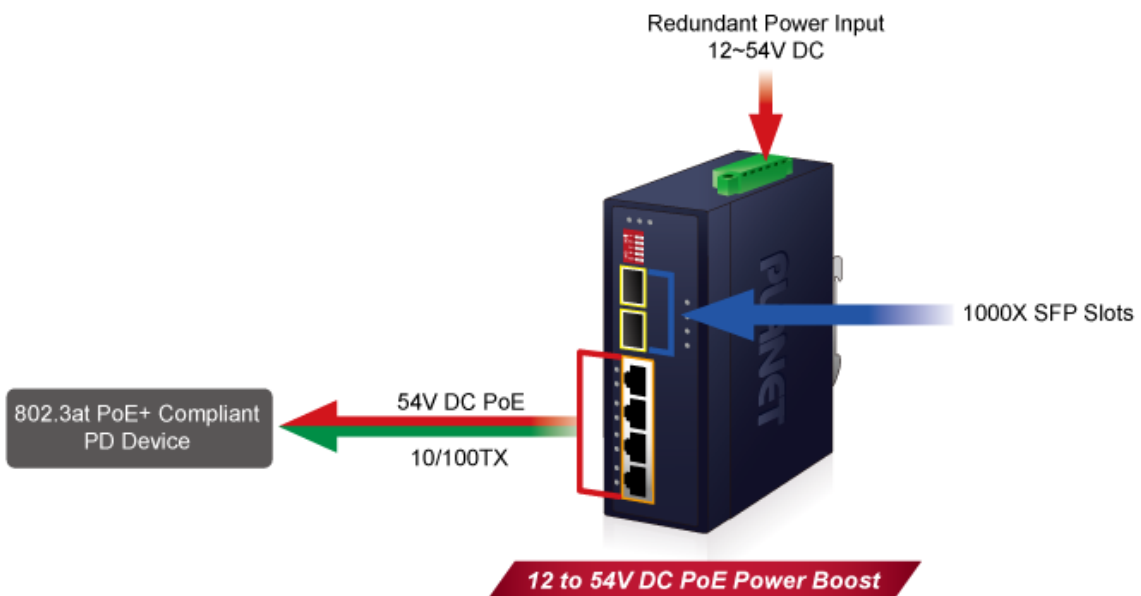 Redundant Power Input
12~54V DC
1000X SFP Slots
PLANET
54V DC PoE
802.3at PoE+ Compliant
PD Device
10/100TX
12 to 54V DC PoE Power Boost